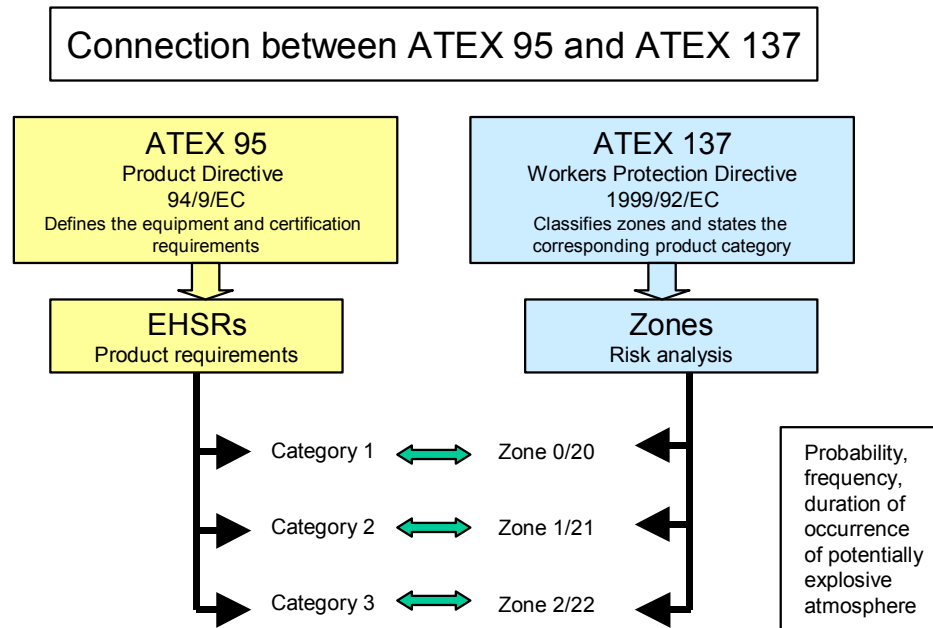 Connection between ATEX 95 and ATEX 137
ATEX 95
Product Directive
94/9/EC
Defines the equipment and certification
requirements
ATEX 137
Workers Protection Directive
1999/92/EC
Classifies zones and states the
corresponding product category
EHSRs
Product requirements
Zones
Risk analysis
Category 1
Zone 0/20
Category 2
Zone 1/21
Category 3
Zone 2/22
Probability,
frequency,
duration of
occurrence
of potentially
explosive
atmosphere